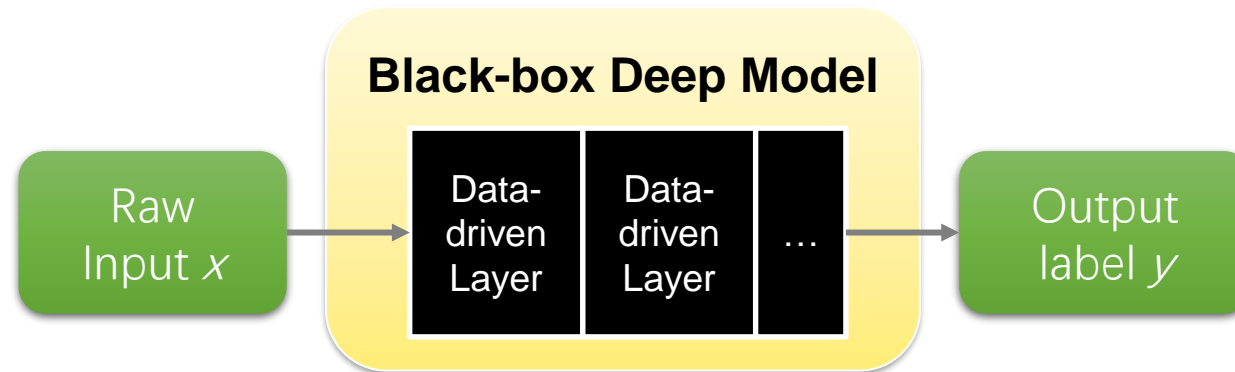 Black-box Deep Model
Raw
Input x
Data-
driven
Layer
Data-
driven
Layer
…
Output
label y